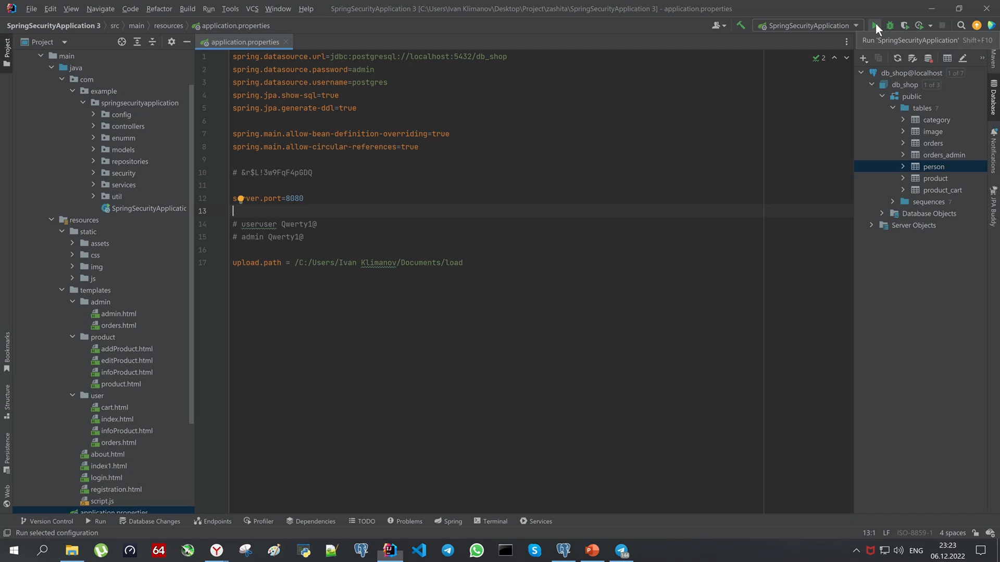 File Edit View Navigate Code Refactor Build Run Tools VCS Window Help SpringSecurityApplication 3 [C:\Users\Ivan Klimanov\Desktop\Project\zashita\SpringSecurityApplication 3] - application.properties
SpringSecurityApplication 3 src main resources application.properties SpringSecurityApplication
Run 'SpringSecurityApplication' Shift+F10
Project
Project
Bookmarks
Structure
Persistence
Web
main
java
com
example
springsecurityapplication
config
controllers
enumm
models
repositories
security
services
util
SpringSecurityApplicatic
resources
static
assets
css
img
js
templates
admin
admin.html
orders.html
product
addProduct.html
editProduct.html
infoProduct.html
product.html
user
cart.html
index.html
infoProduct.html
orders.html
about.html
index1.html
login.html
registration.html
script.js
application.properties
application.properties
2
1 spring.datasource.url=jdbc:postgresql://localhost:5432/db_shop
2 spring.datasource.password=admin
3 spring.datasource.username=postgres
4 spring.jpa.show-sql=true
5 spring.jpa.generate-ddl=true
6
7 spring.main.allow-bean-definition-overriding=true
8 spring.main.allow-circular-references=true
9
10 # &r$L!3w9FqF4pGDQ
11
12 server.port=8080
13
14 # useruser Qwerty1@
15 # admin Qwerty1@
16
17 upload.path = /C:/Users/Ivan Klimanov/Documents/load
db_shop@localhost 1 of 7
db_shop 1 of 3
public
tables 7
category
image
orders
orders_admin
person
product
product_cart
sequences 7
Database Objects
Server Objects
Maven
Database
Notifications
JPA Buddy
Version Control Run Database Changes Endpoints Profiler Dependencies TODO Problems Spring Terminal Services
Run selected configuration 13:1 LF ISO-8859-1 4 spaces
64
144
ENG
23:23
06.12.2022